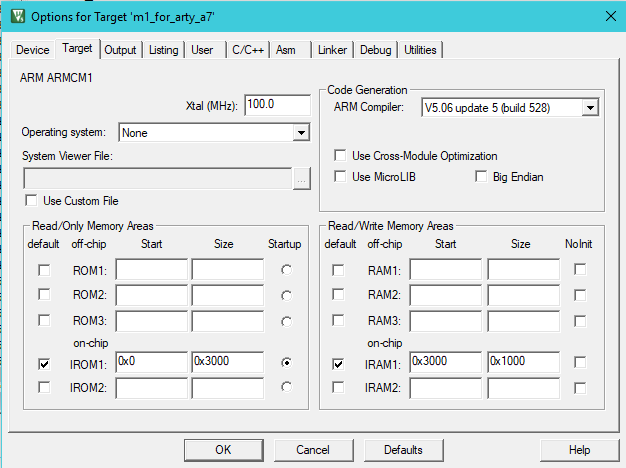 Options for Target 'm1_for_arty_a7'
Device Target Output Listing User C/C++ Asm Linker Debug Utilities
ARM ARMCM1
Xtal (MHz): 100.0
Operating system: None
System Viewer File:
...
Use Custom File
Code Generation
ARM Compiler: V5.06 update 5 (build 528)
Use Cross-Module Optimization
Use MicroLIB Big Endian
Read/Only Memory Areas
default off-chip Start Size Startup
ROM1:
ROM2:
ROM3:
on-chip
IROM1: 0x0 0x3000
IROM2:
Read/Write Memory Areas
default off-chip Start Size NoInit
RAM1:
RAM2:
RAM3:
on-chip
IRAM1: 0x3000 0x1000
IRAM2:
OK Cancel Defaults Help